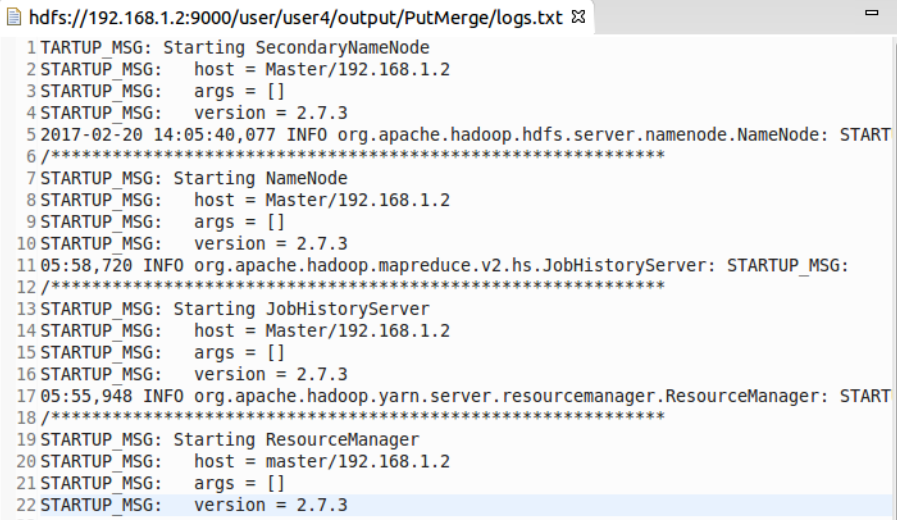 hdfs://192.168.1.2:9000/user/user4/output/PutMerge/logs.txt
1 TARTUP_MSG: Starting SecondaryNameNode
2 STARTUP_MSG:   host = Master/192.168.1.2
3 STARTUP_MSG:   args = []
4 STARTUP_MSG:   version = 2.7.3
5 2017-02-20 14:05:40,077 INFO org.apache.hadoop.hdfs.server.namenode.NameNode: START
6 /************************************************************
7 STARTUP_MSG: Starting NameNode
8 STARTUP_MSG:   host = Master/192.168.1.2
9 STARTUP_MSG:   args = []
10 STARTUP_MSG:   version = 2.7.3
11 05:58,720 INFO org.apache.hadoop.mapreduce.v2.hs.JobHistoryServer: STARTUP_MSG:
12 /************************************************************
13 STARTUP_MSG: Starting JobHistoryServer
14 STARTUP_MSG:   host = Master/192.168.1.2
15 STARTUP_MSG:   args = []
16 STARTUP_MSG:   version = 2.7.3
17 05:55,948 INFO org.apache.hadoop.yarn.server.resourcemanager.ResourceManager: START
18 /************************************************************
19 STARTUP_MSG: Starting ResourceManager
20 STARTUP_MSG:   host = master/192.168.1.2
21 STARTUP_MSG:   args = []
22 STARTUP_MSG:   version = 2.7.3